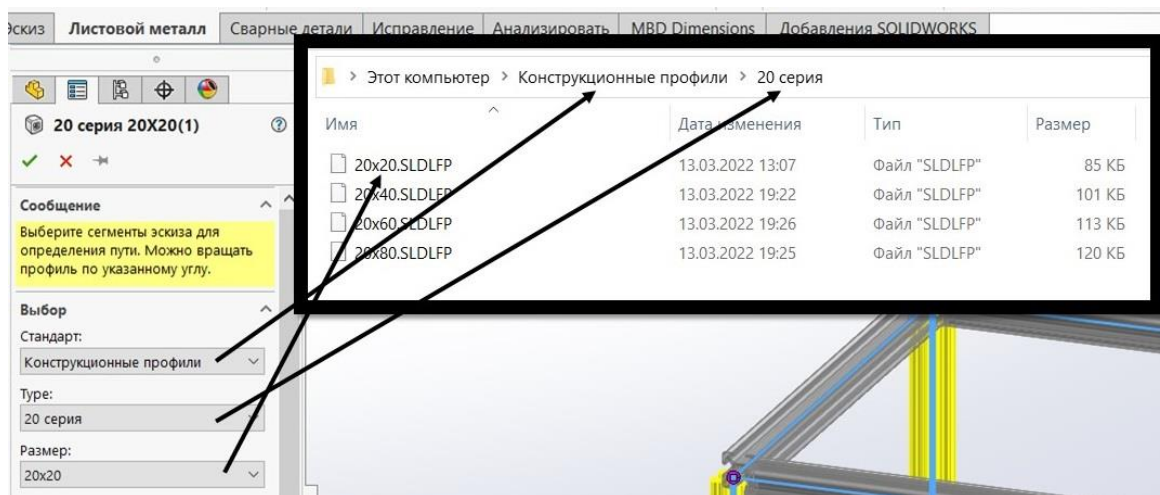 Эскиз Листовой металл Сварные детали Исправление Анализировать MBD Dimensions Добавления SOLIDWORKS
20 серия 20X20(1)
Сообщение
Выберите сегменты эскиза для
определения пути. Можно вращать
профиль по указанному углу.
Выбор
Стандарт:
Конструкционные профили
Type:
20 серия
Размер:
20x20
Этот компьютер > Конструкционные профили > 20 серия
Имя Дата изменения Тип Размер
20x20.SLDLFP 13.03.2022 13:07 Файл "SLDLFP" 85 КБ
20x40.SLDLFP 13.03.2022 19:22 Файл "SLDLFP" 101 КБ
20x60.SLDLFP 13.03.2022 19:26 Файл "SLDLFP" 113 КБ
20x80.SLDLFP 13.03.2022 19:25 Файл "SLDLFP" 120 КБ